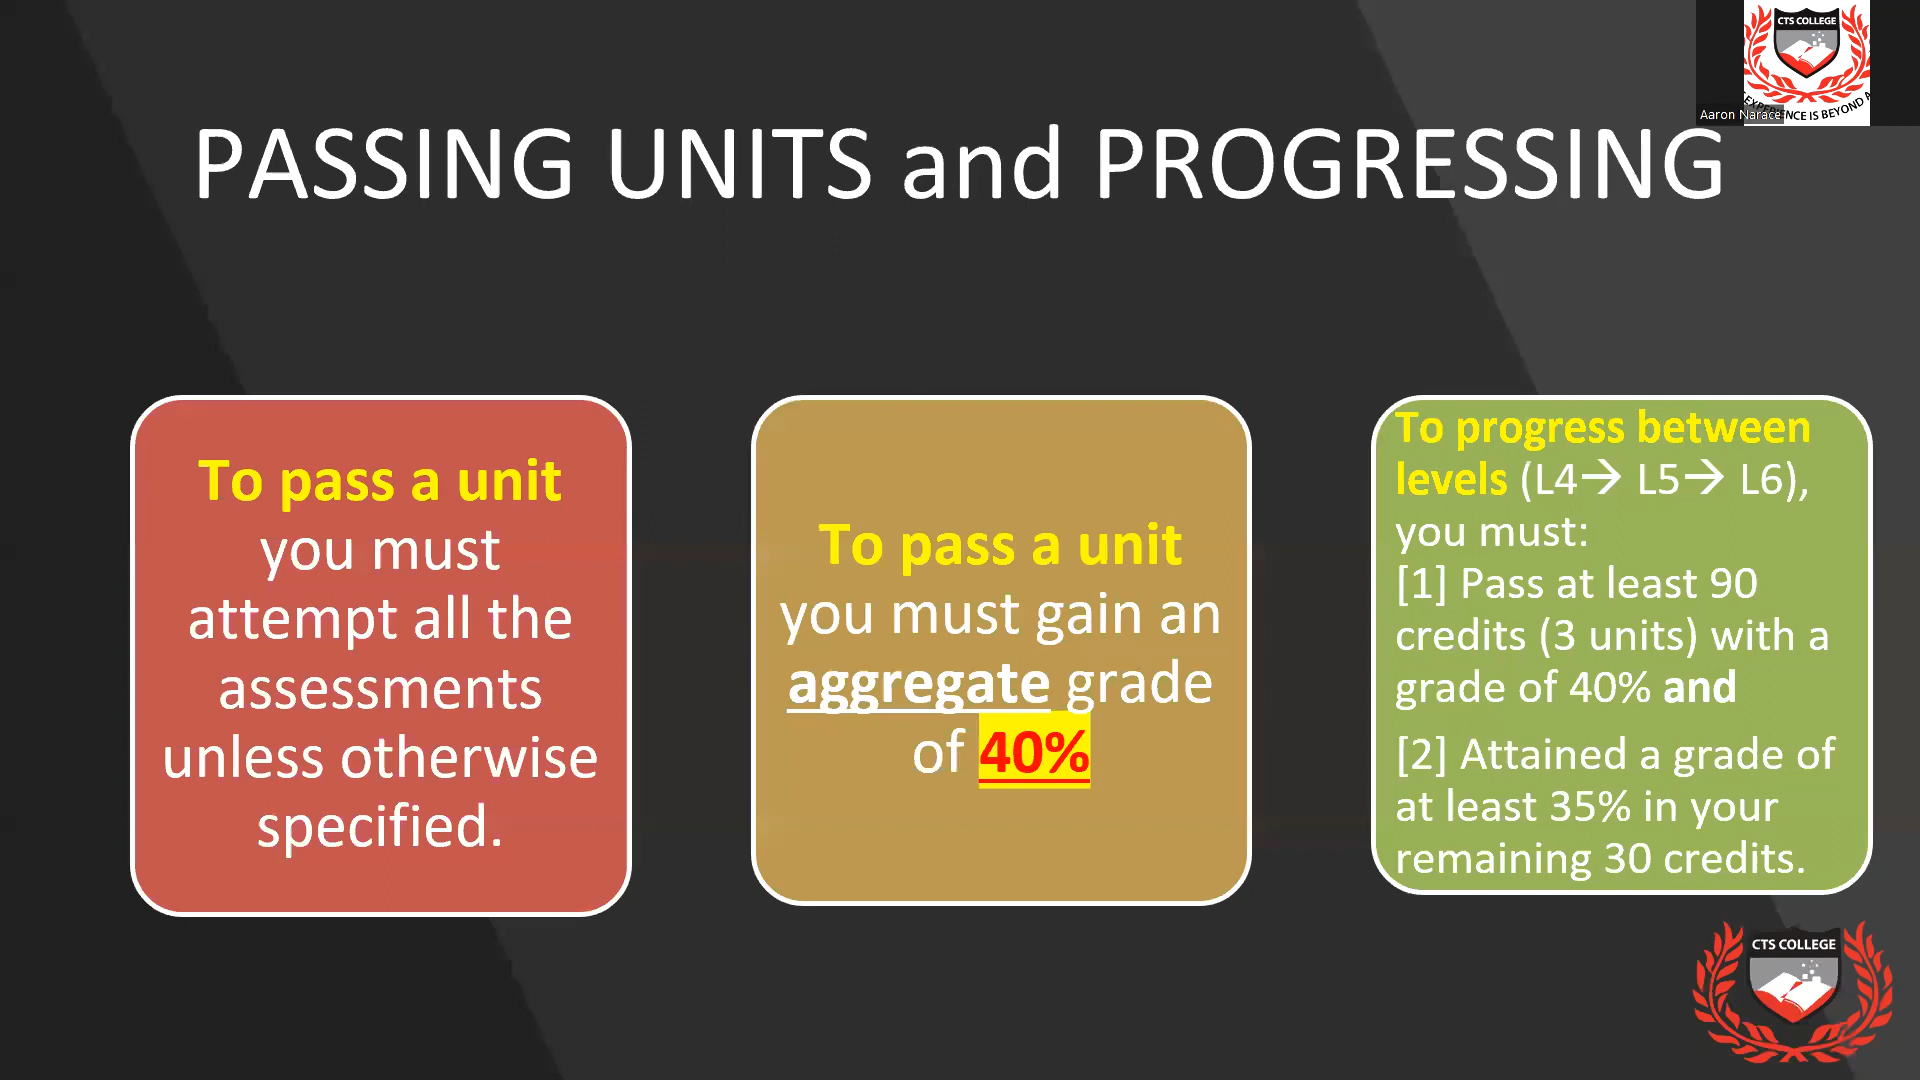 CTS COLLEGE
EXPERIENCE IS BEYOND A
Aaron Narace
PASSING UNITS and PROGRESSING
To pass a unit
you must
attempt all the
assessments
unless otherwise
specified.
To pass a unit
you must gain an
aggregate grade
of 40%
To progress between
levels (L4→ L5→ L6),
you must:
[1] Pass at least 90
credits (3 units) with a
grade of 40% and
[2] Attained a grade of
at least 35% in your
remaining 30 credits.
CTS COLLEGE